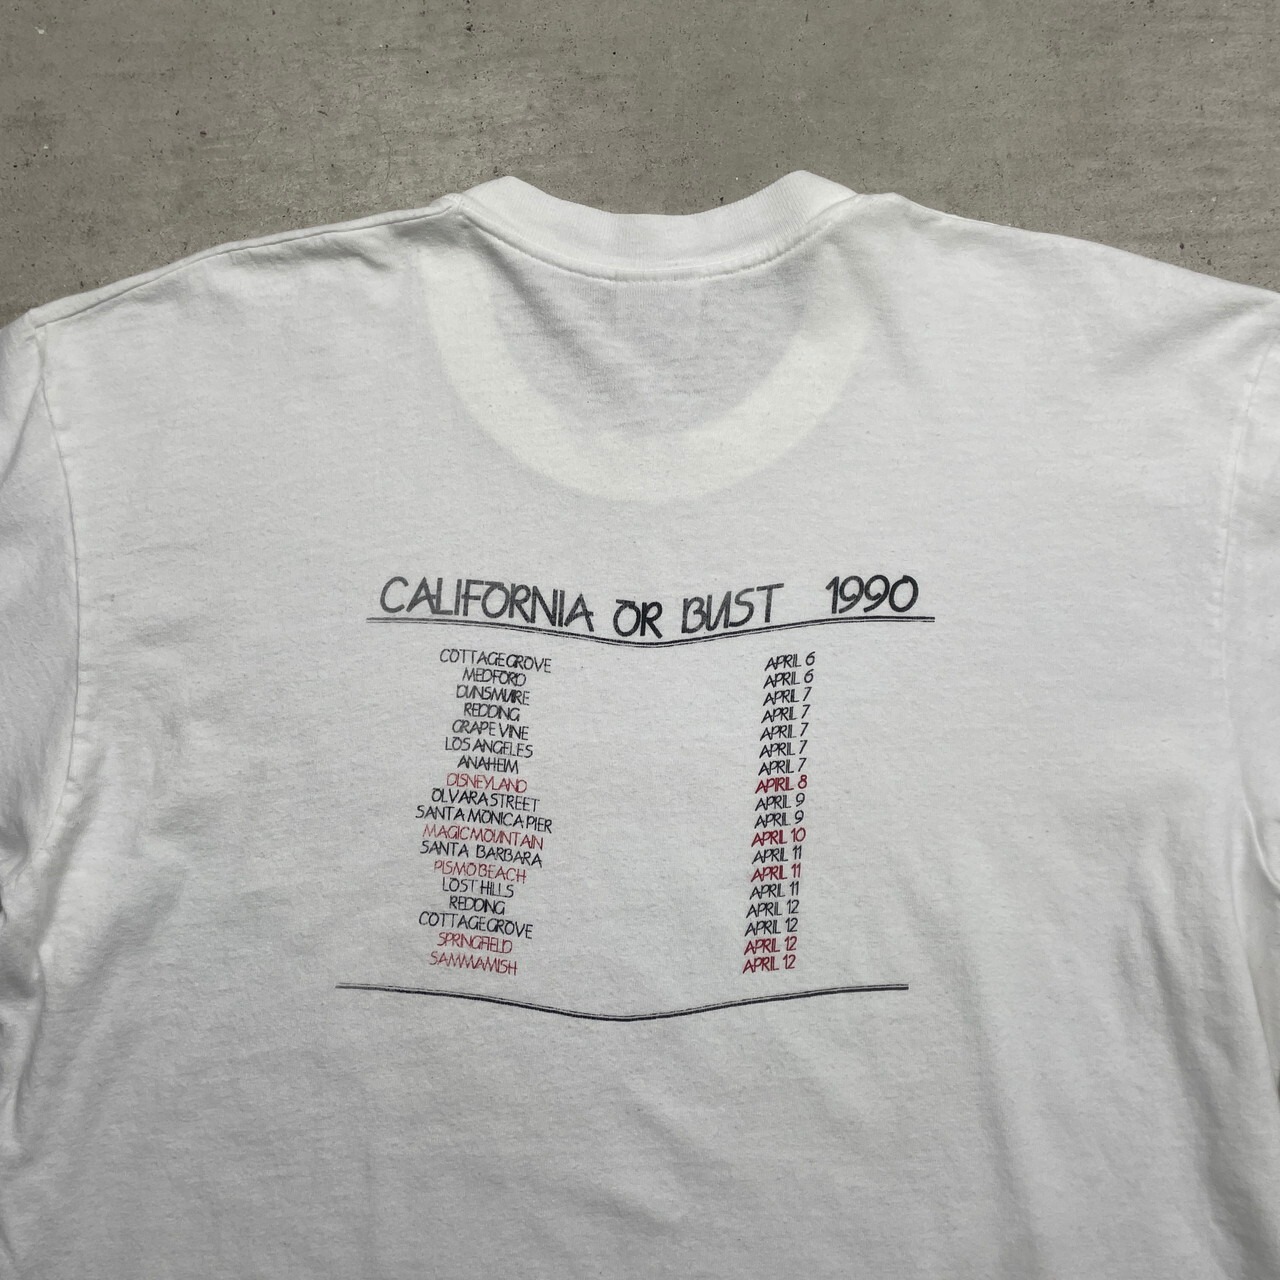 CALIFORNIA OR BUST 1990
COTTAGE GROVE APRIL 6
MEDFORD APRIL 6
DUNSMUIRE APRIL 7
REDDING APRIL 7
GRAPE VINE APRIL 7
LOS ANGELES APRIL 7
ANAHEIM APRIL 7
DISNEYLAND APIRIL 8
OLVARA STREET APRIL 9
SANTA MONICA PIER APRIL 9
MAGIC MOUNTAIN APRIL 10
SANTA BARBARA APRIL 11
PISMO BEACH APRIL 11
LOST HILLS APRIL 11
REDDING APRIL 12
COTTAGE GROVE APRIL 12
SPRINGFIELD APRIL 12
SAMMAMISH APRIL 12